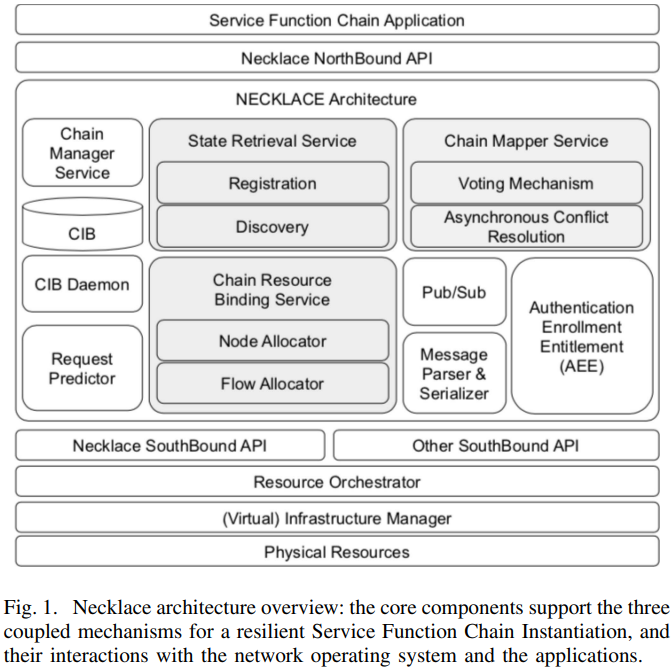 Service Function Chain Application
Necklace NorthBound API
NECKLACE Architecture
Chain
Manager
Service
CIB
CIB Daemon
Request
Predictor
State Retrieval Service
Registration
Discovery
Chain Resource
Binding Service
Node Allocator
Flow Allocator
Chain Mapper Service
Voting Mechanism
Asynchronous Conflict
Resolution
Pub/Sub
Message
Parser &
Serializer
Authentication
Enrollment
Entitlement
(AEE)
Necklace SouthBound API
Other SouthBound API
Resource Orchestrator
(Virtual) Infrastructure Manager
Physical Resources
Fig. 1. Necklace architecture overview: the core components support the three
coupled mechanisms for a resilient Service Function Chain Instantiation, and
their interactions with the network operating system and the applications.